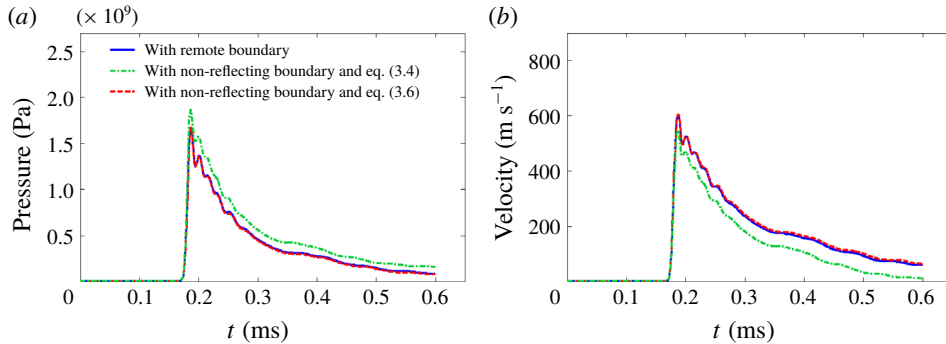 (a) (× 10⁹)
2.5
2.0
1.5
1.0
0.5
0
Pressure (Pa)
With remote boundary
With non-reflecting boundary and eq. (3.4)
With non-reflecting boundary and eq. (3.6)
0.1 0.2 0.3 0.4 0.5 0.6
t (ms)
(b)
800
600
400
200
0
Velocity (m s⁻¹)
0.1 0.2 0.3 0.4 0.5 0.6
t (ms)